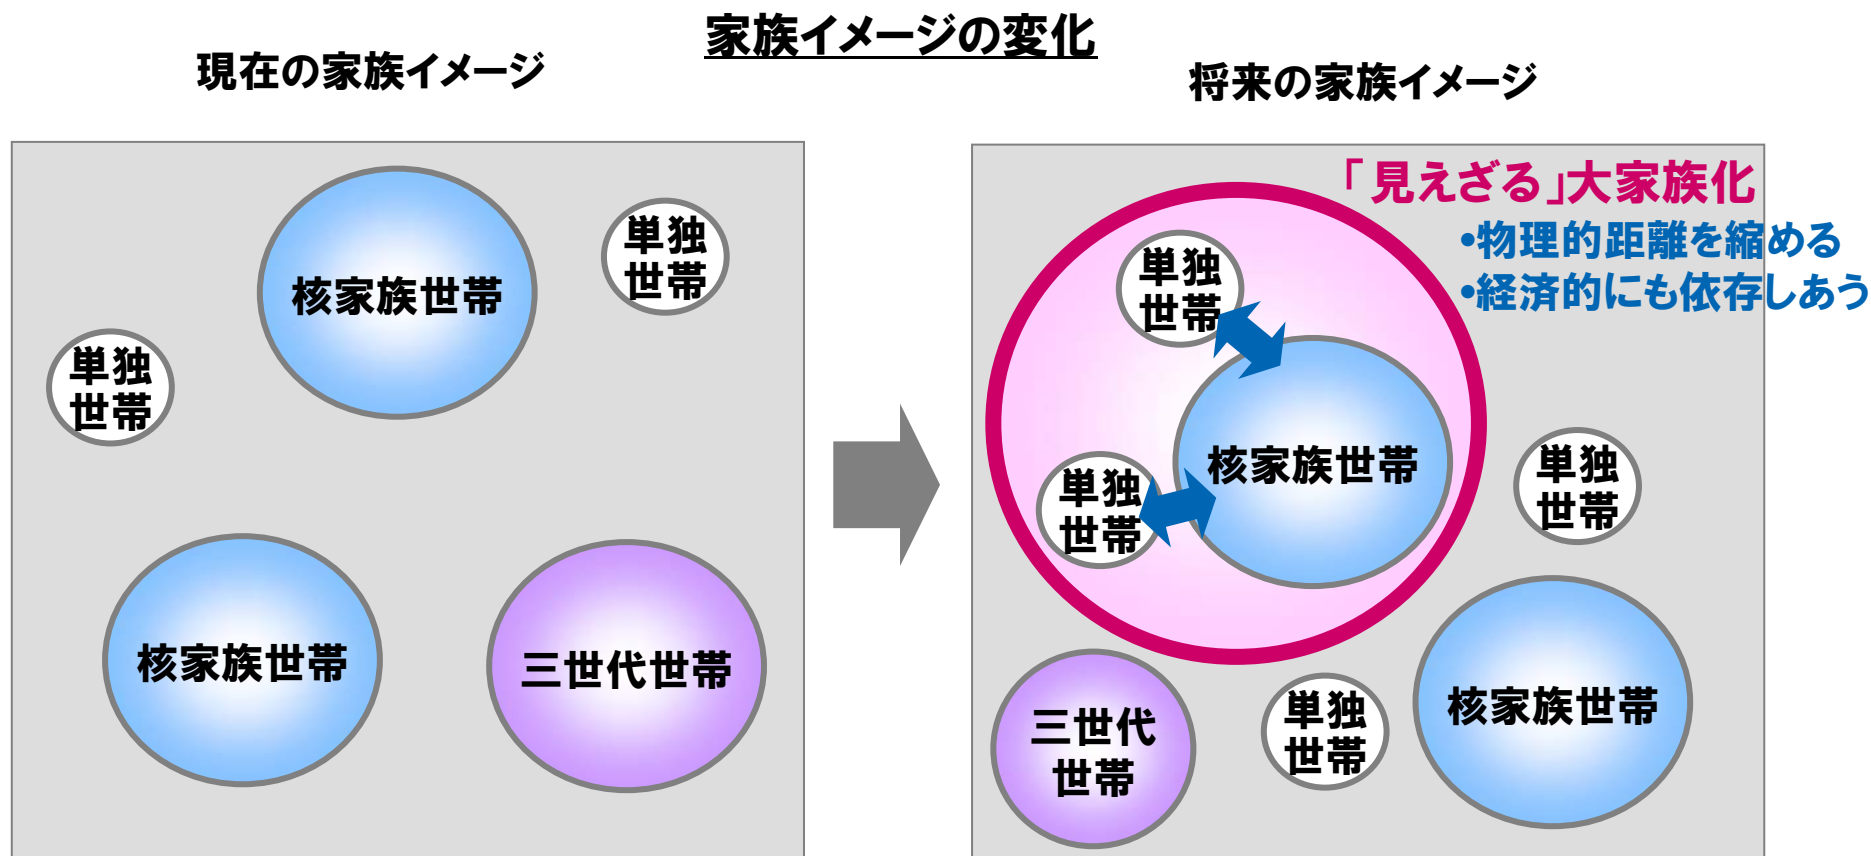 家族イメージの変化
現在の家族イメージ
核家族世帯
単独
世帯
単独
世帯
核家族世帯
三世代世帯
将来の家族イメージ
「見えざる」大家族化
•物理的距離を縮める
•経済的にも依存しあう
単独
世帯
核家族世帯
単独
世帯
単独
世帯
三世代
世帯
単独
世帯
核家族世帯